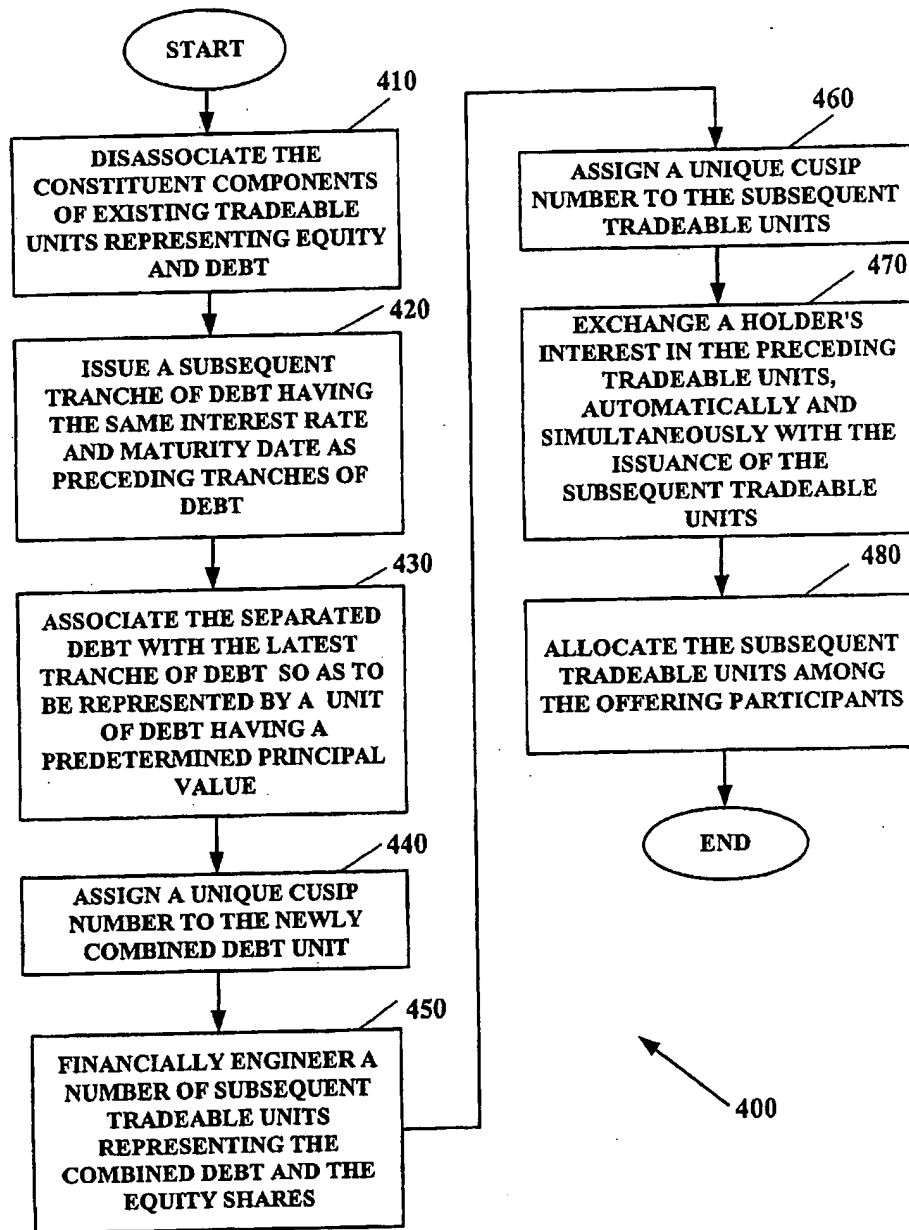 START
410
DISASSOCIATE THE
CONSTITUENT COMPONENTS
OF EXISTING TRADEABLE
UNITS REPRESENTING EQUITY
AND DEBT
420
ISSUE A SUBSEQUENT
TRANCHE OF DEBT HAVING
THE SAME INTEREST RATE
AND MATURITY DATE AS
PRECEDING TRANCHES OF
DEBT
430
ASSOCIATE THE SEPARATED
DEBT WITH THE LATEST
TRANCHE OF DEBT SO AS TO
BE REPRESENTED BY A UNIT
OF DEBT HAVING A
PREDETERMINED PRINCIPAL
VALUE
440
ASSIGN A UNIQUE CUSIP
NUMBER TO THE NEWLY
COMBINED DEBT UNIT
450
FINANCIALLY ENGINEER A
NUMBER OF SUBSEQUENT
TRADEABLE UNITS
REPRESENTING THE
COMBINED DEBT AND THE
EQUITY SHARES
460
ASSIGN A UNIQUE CUSIP
NUMBER TO THE SUBSEQUENT
TRADEABLE UNITS
470
EXCHANGE A HOLDER'S
INTEREST IN THE PRECEDING
TRADEABLE UNITS,
AUTOMATICALLY AND
SIMULTANEOUSLY WITH THE
ISSUANCE OF THE
SUBSEQUENT TRADEABLE
UNITS
480
ALLOCATE THE SUBSEQUENT
TRADEABLE UNITS AMONG
THE OFFERING PARTICIPANTS
END
400